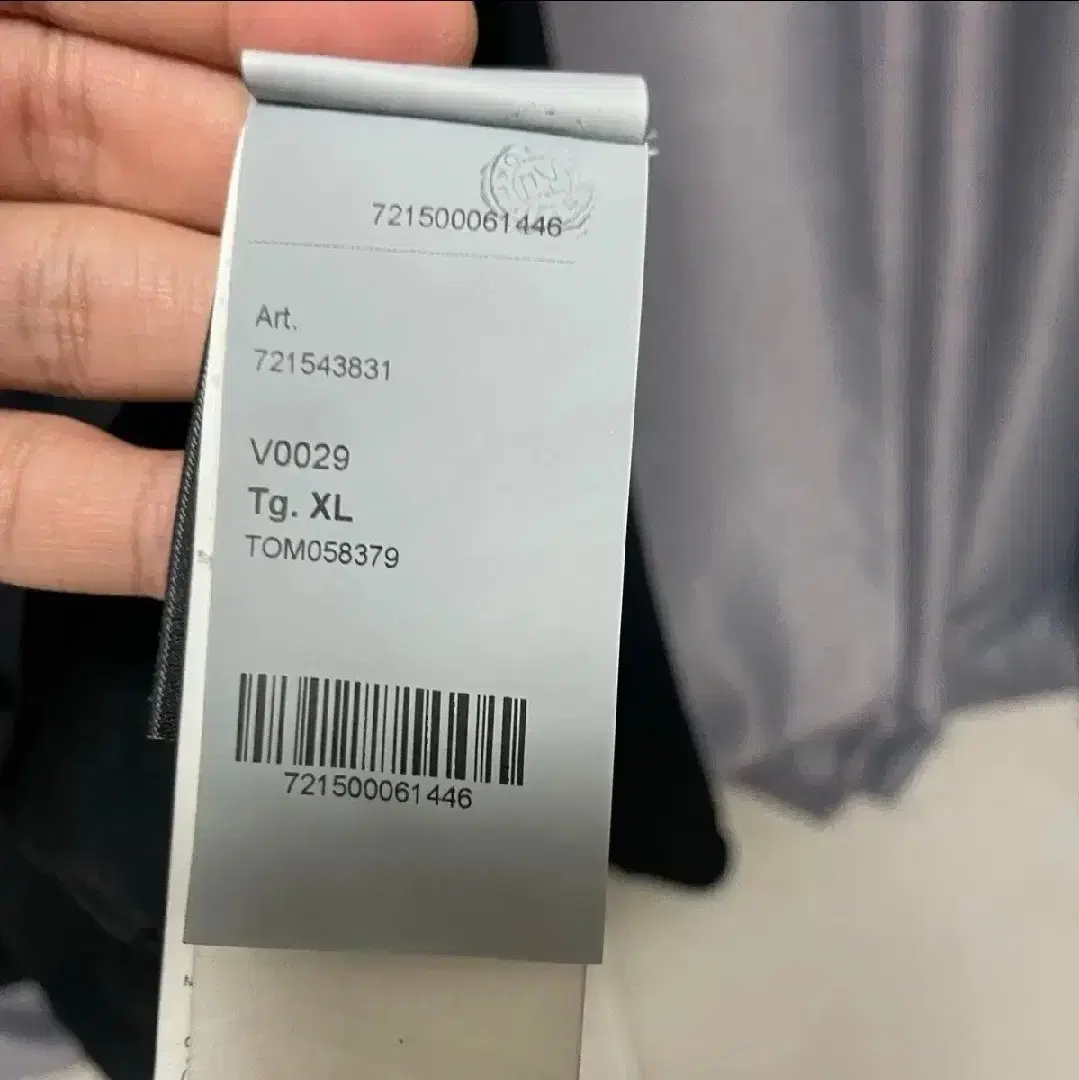 721500061446
Art.
721543831
V0029
Tg. XL
TOM058379
721500061446